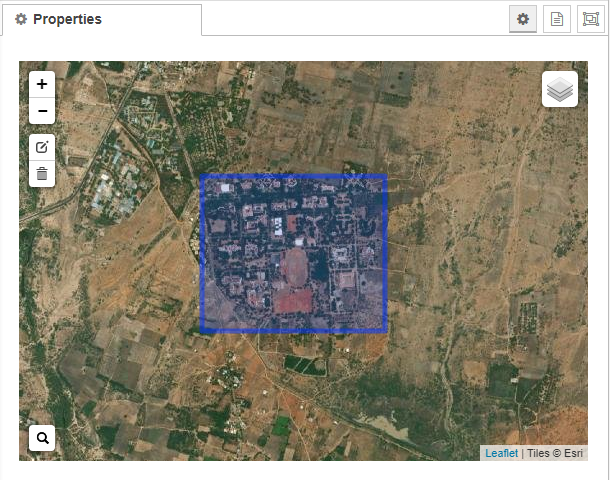 Properties
+
−
Leaflet | Tiles © Esri